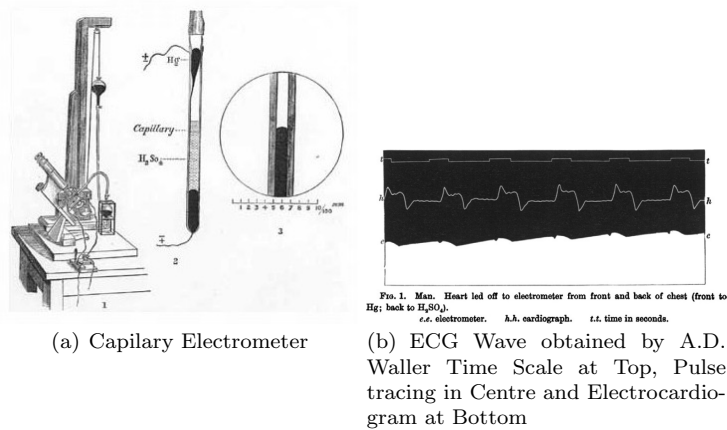 ±
Hg
Capillary
H₂So₄
∓
1 2 3 4 5 6 7 8 9 10/100 mm
1
2
3
t t
h h
e e
FIG. 1. Man. Heart led off to electrometer from front and back of chest (front to
Hg; back to H₂SO₄).
e.e. electrometer. h.h. cardiograph. t.t. time in seconds.
(a) Capilary Electrometer
(b) ECG Wave obtained by A.D.
Waller Time Scale at Top, Pulse
tracing in Centre and Electrocardio-
gram at Bottom